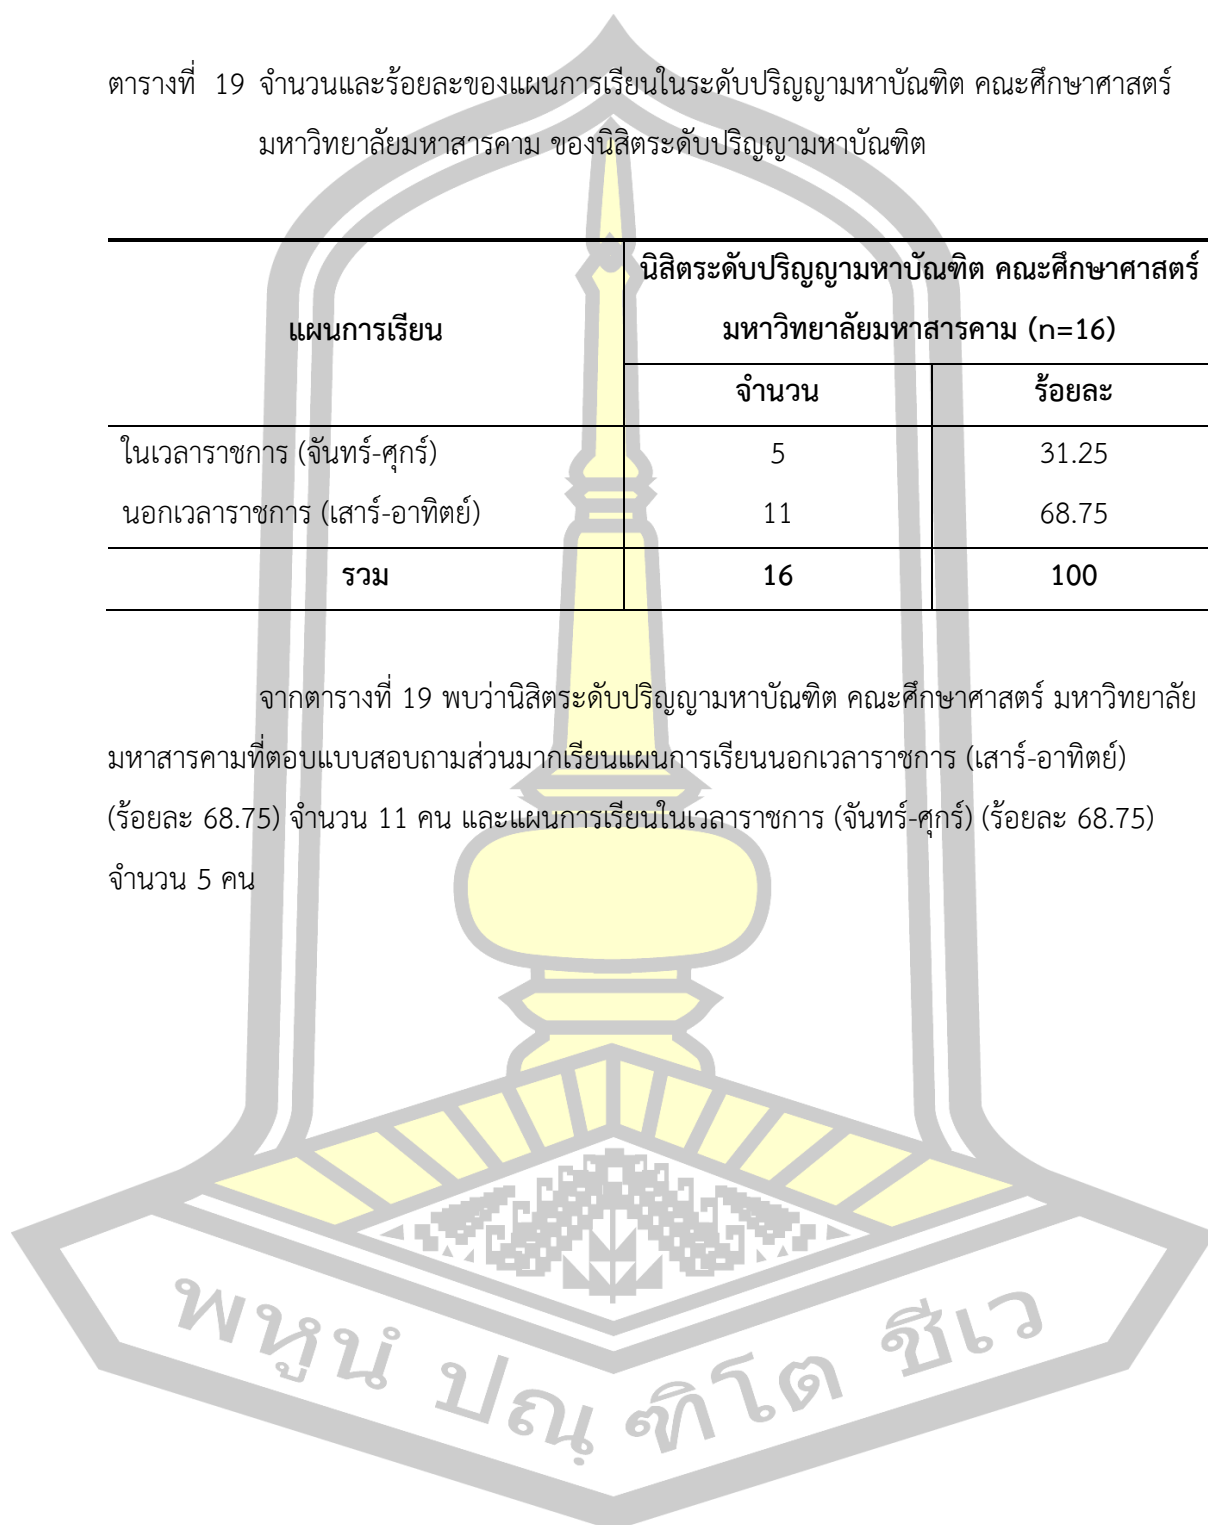 ตารางที่ 19 จำนวนและร้อยละของแผนการเรียนในระดับปริญญามหาบัณฑิต คณะศึกษาศาสตร์
มหาวิทยาลัยมหาสารคาม ของนิสิตระดับปริญญามหาบัณฑิต
แผนการเรียน
นิสิตระดับปริญญามหาบัณฑิต คณะศึกษาศาสตร์
มหาวิทยาลัยมหาสารคาม (n=16)
จำนวน ร้อยละ
ในเวลาราชการ (จันทร์-ศุกร์) 5 31.25
นอกเวลาราชการ (เสาร์-อาทิตย์) 11 68.75
รวม 16 100
จากตารางที่ 19 พบว่านิสิตระดับปริญญามหาบัณฑิต คณะศึกษาศาสตร์ มหาวิทยาลัย
มหาสารคามที่ตอบแบบสอบถามส่วนมากเรียนแผนการเรียนนอกเวลาราชการ (เสาร์-อาทิตย์)
(ร้อยละ 68.75) จำนวน 11 คน และแผนการเรียนในเวลาราชการ (จันทร์-ศุกร์) (ร้อยละ 68.75)
จำนวน 5 คน
พหูนํ ปณฺฑิโต ชีเว